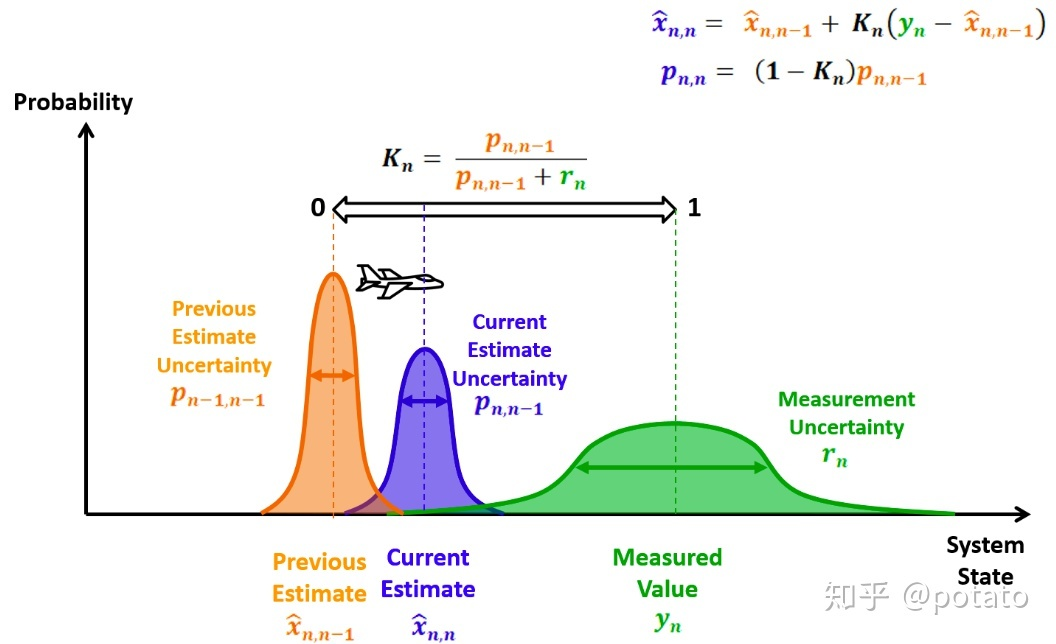 x̂ₙ,ₙ = x̂ₙ,ₙ₋₁ + Kₙ(yₙ − x̂ₙ,ₙ₋₁)
pₙ,ₙ = (1 − Kₙ)pₙ,ₙ₋₁
Probability
Kₙ = pₙ,ₙ₋₁ / (pₙ,ₙ₋₁ + rₙ)
0
1
Previous
Estimate
Uncertainty
pₙ₋₁,ₙ₋₁
Current
Estimate
Uncertainty
pₙ,ₙ₋₁
Measurement
Uncertainty
rₙ
Previous
Estimate
x̂ₙ,ₙ₋₁
Current
Estimate
x̂ₙ,ₙ
Measured
Value
yₙ
System
State
知乎 @potato